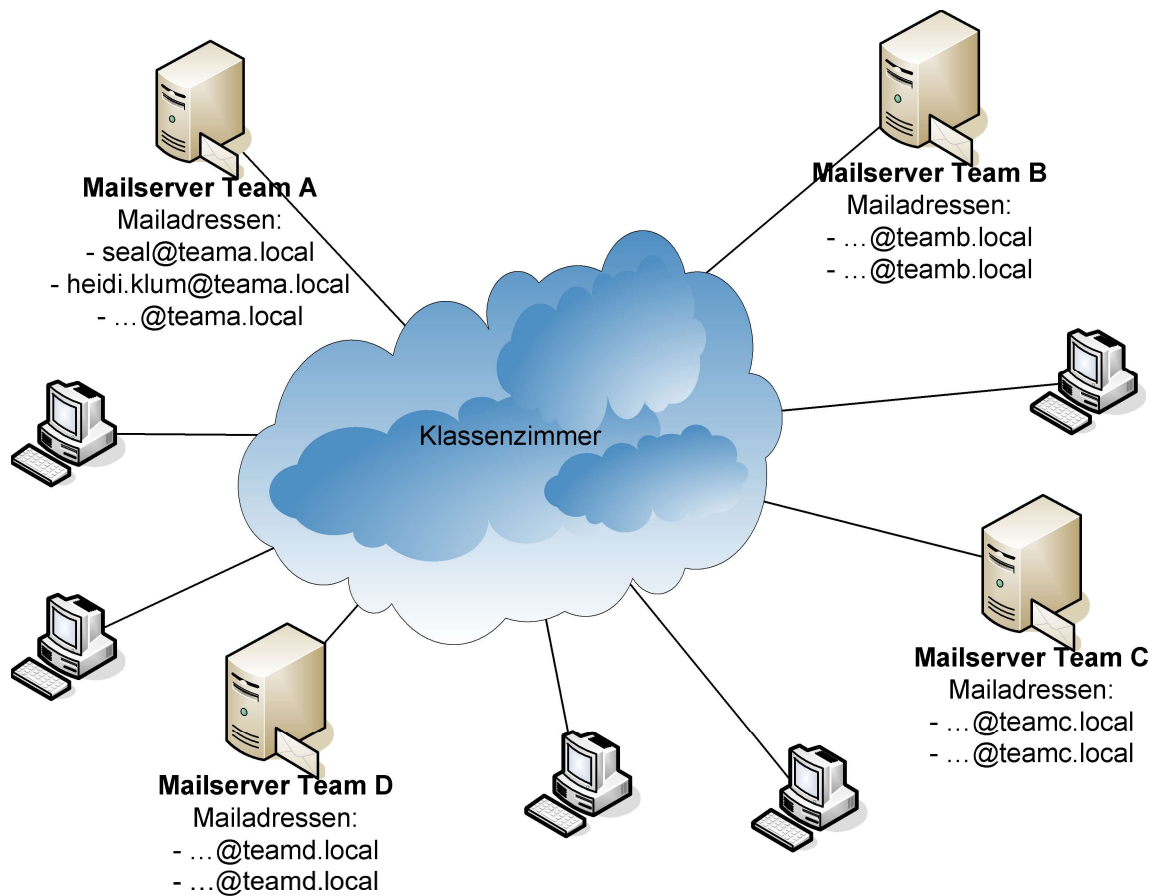 Mailserver Team A
Mailadressen:
- seal@teama.local
- heidi.klum@teama.local
- …@teama.local
Mailserver Team B
Mailadressen:
- …@teamb.local
- …@teamb.local
Klassenzimmer
Mailserver Team C
Mailadressen:
- …@teamc.local
- …@teamc.local
Mailserver Team D
Mailadressen:
- …@teamd.local
- …@teamd.local